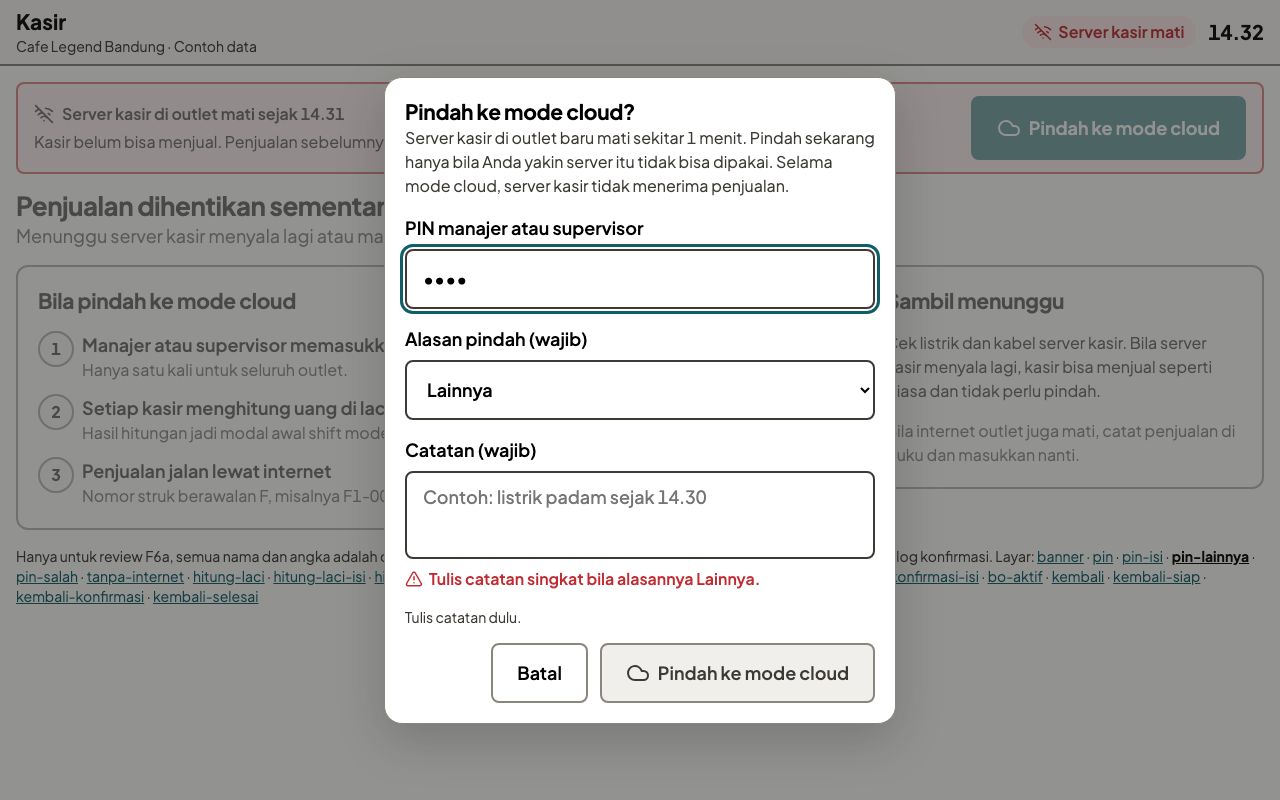 Kasir
Cafe Legend Bandung · Contoh data
Server kasir mati
14.32
Server kasir di outlet mati sejak 14.31
Kasir belum bisa menjual. Penjualan
Pindah ke mode cloud
Penjualan dihentikan
Menunggu server kasir menyala lagi atau
Bila pindah ke mode cloud
1
Manajer atau supervisor
Hanya satu kali untuk seluruh outlet.
2
Setiap kasir menghitung uang di
Hasil hitungan jadi modal awal shift
3
Penjualan jalan lewat internet
Nomor struk berawalan F, misalnya
Sambil menunggu
Cek listrik dan kabel server kasir. Bila server
kasir menyala lagi, kasir bisa menjual seperti
biasa dan tidak perlu pindah.
Bila internet outlet juga mati, catat penjualan di
buku dan masukkan nanti.
Pindah ke mode cloud?
Server kasir di outlet baru mati sekitar 1 menit. Pindah sekarang
hanya bila Anda yakin server itu tidak bisa dipakai. Selama
mode cloud, server kasir tidak menerima penjualan.
PIN manajer atau supervisor
••••
Alasan pindah (wajib)
Lainnya
Catatan (wajib)
Contoh: listrik padam sejak 14.30
Tulis catatan singkat bila alasannya Lainnya.
Tulis catatan dulu.
Batal
Pindah ke mode cloud
Hanya untuk review F6a, semua nama dan angka adalah
log konfirmasi. Layar: banner · pin · pin-isi · pin-lainnya ·
pin-salah · tanpa-internet · hitung-laci · hitung-laci-isi ·
konfirmasi-isi · bo-aktif · kembali · kembali-siap ·
kembali-konfirmasi · kembali-selesai